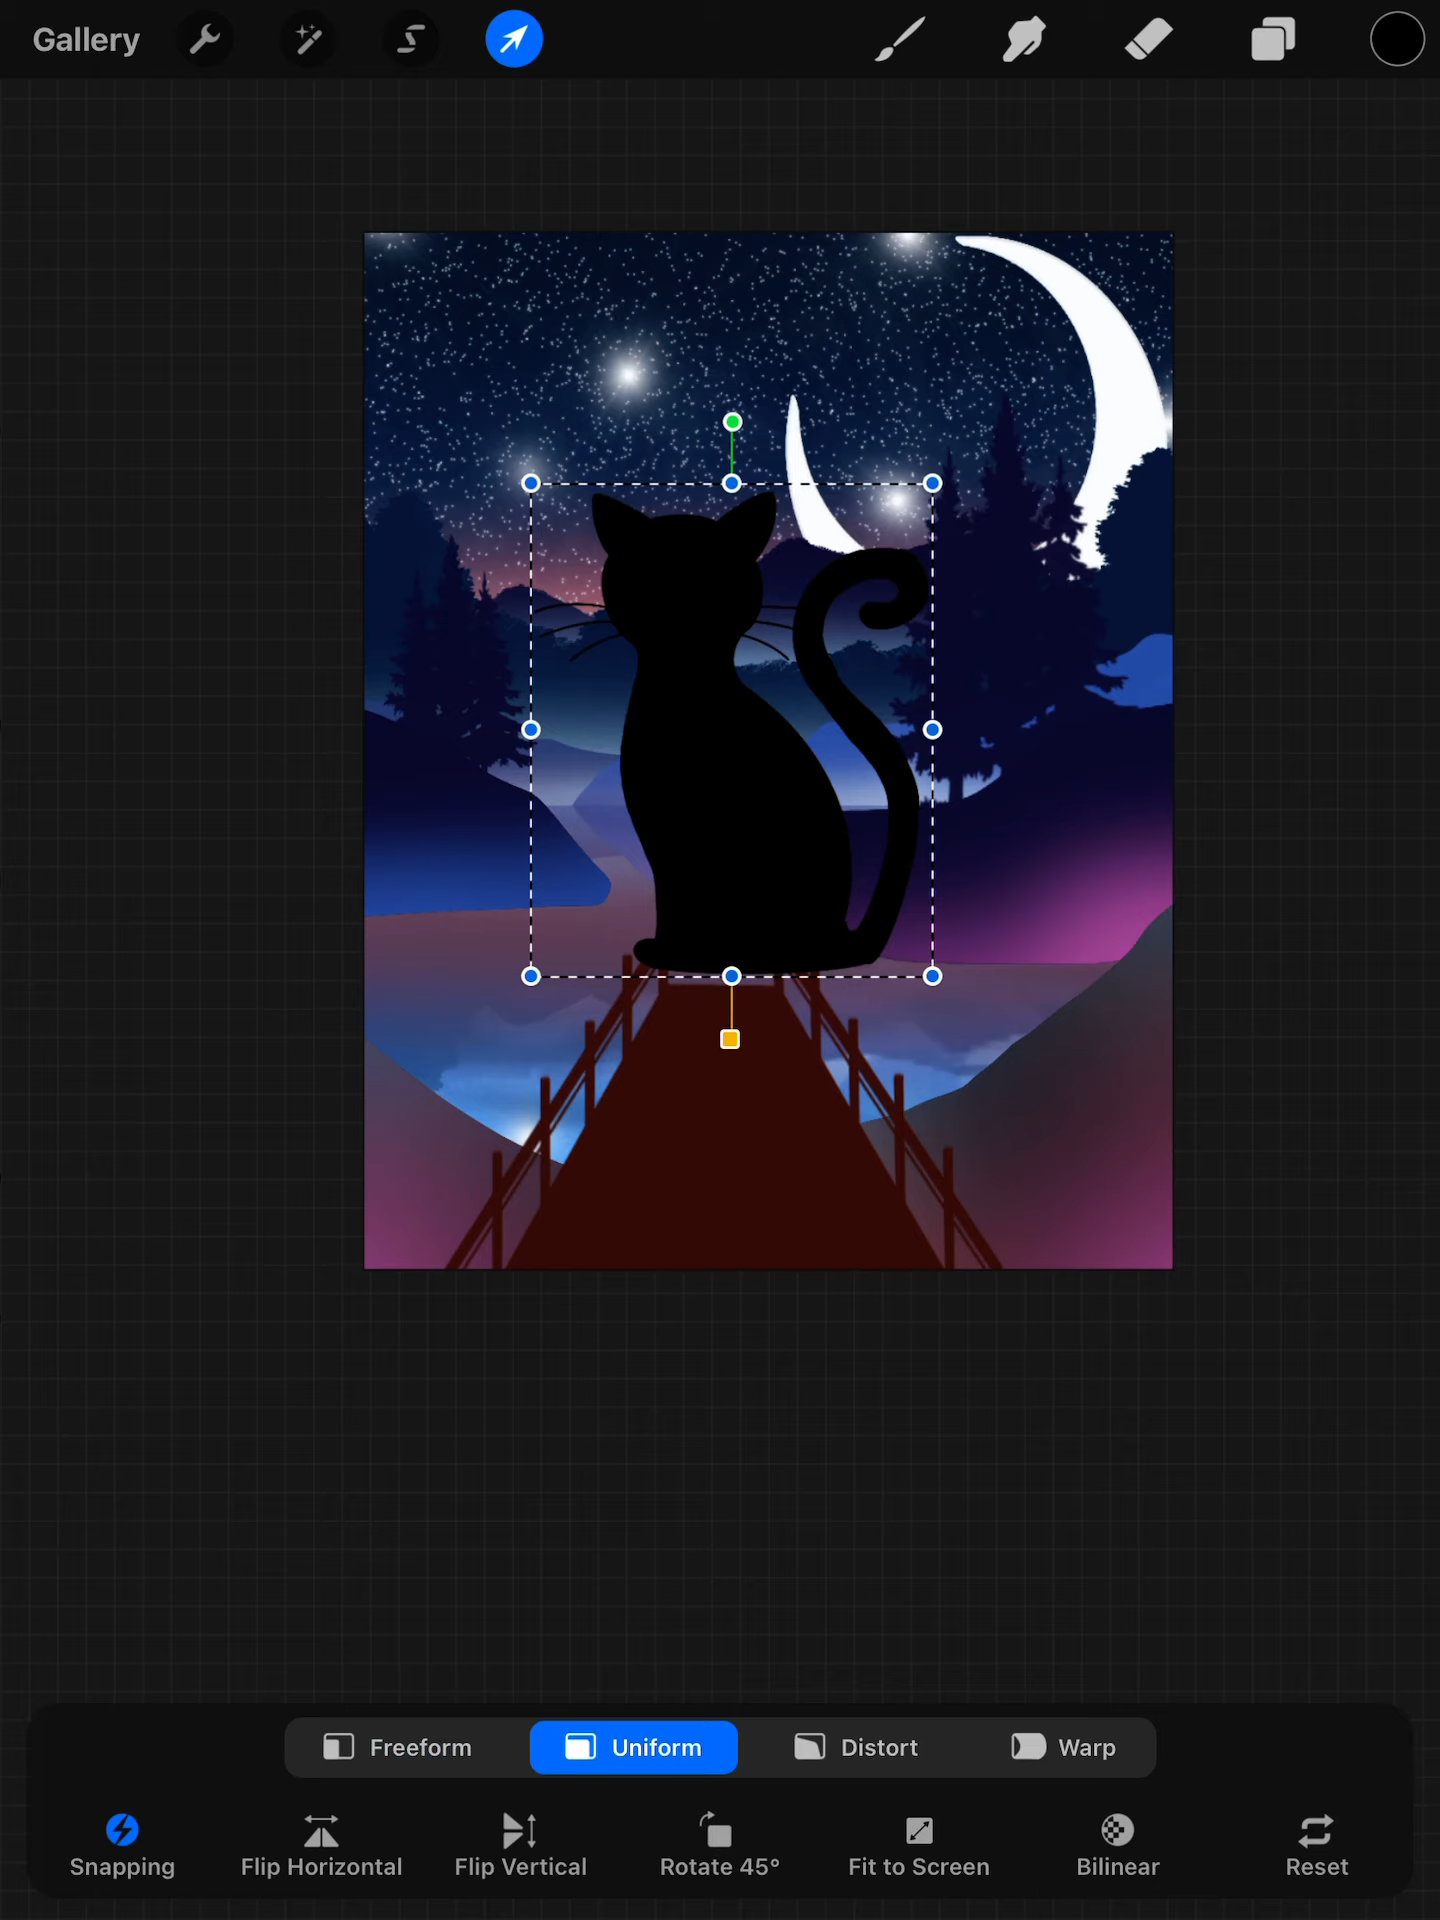 Gallery
Freeform Uniform Distort Warp
Snapping Flip Horizontal Flip Vertical Rotate 45° Fit to Screen Bilinear Reset